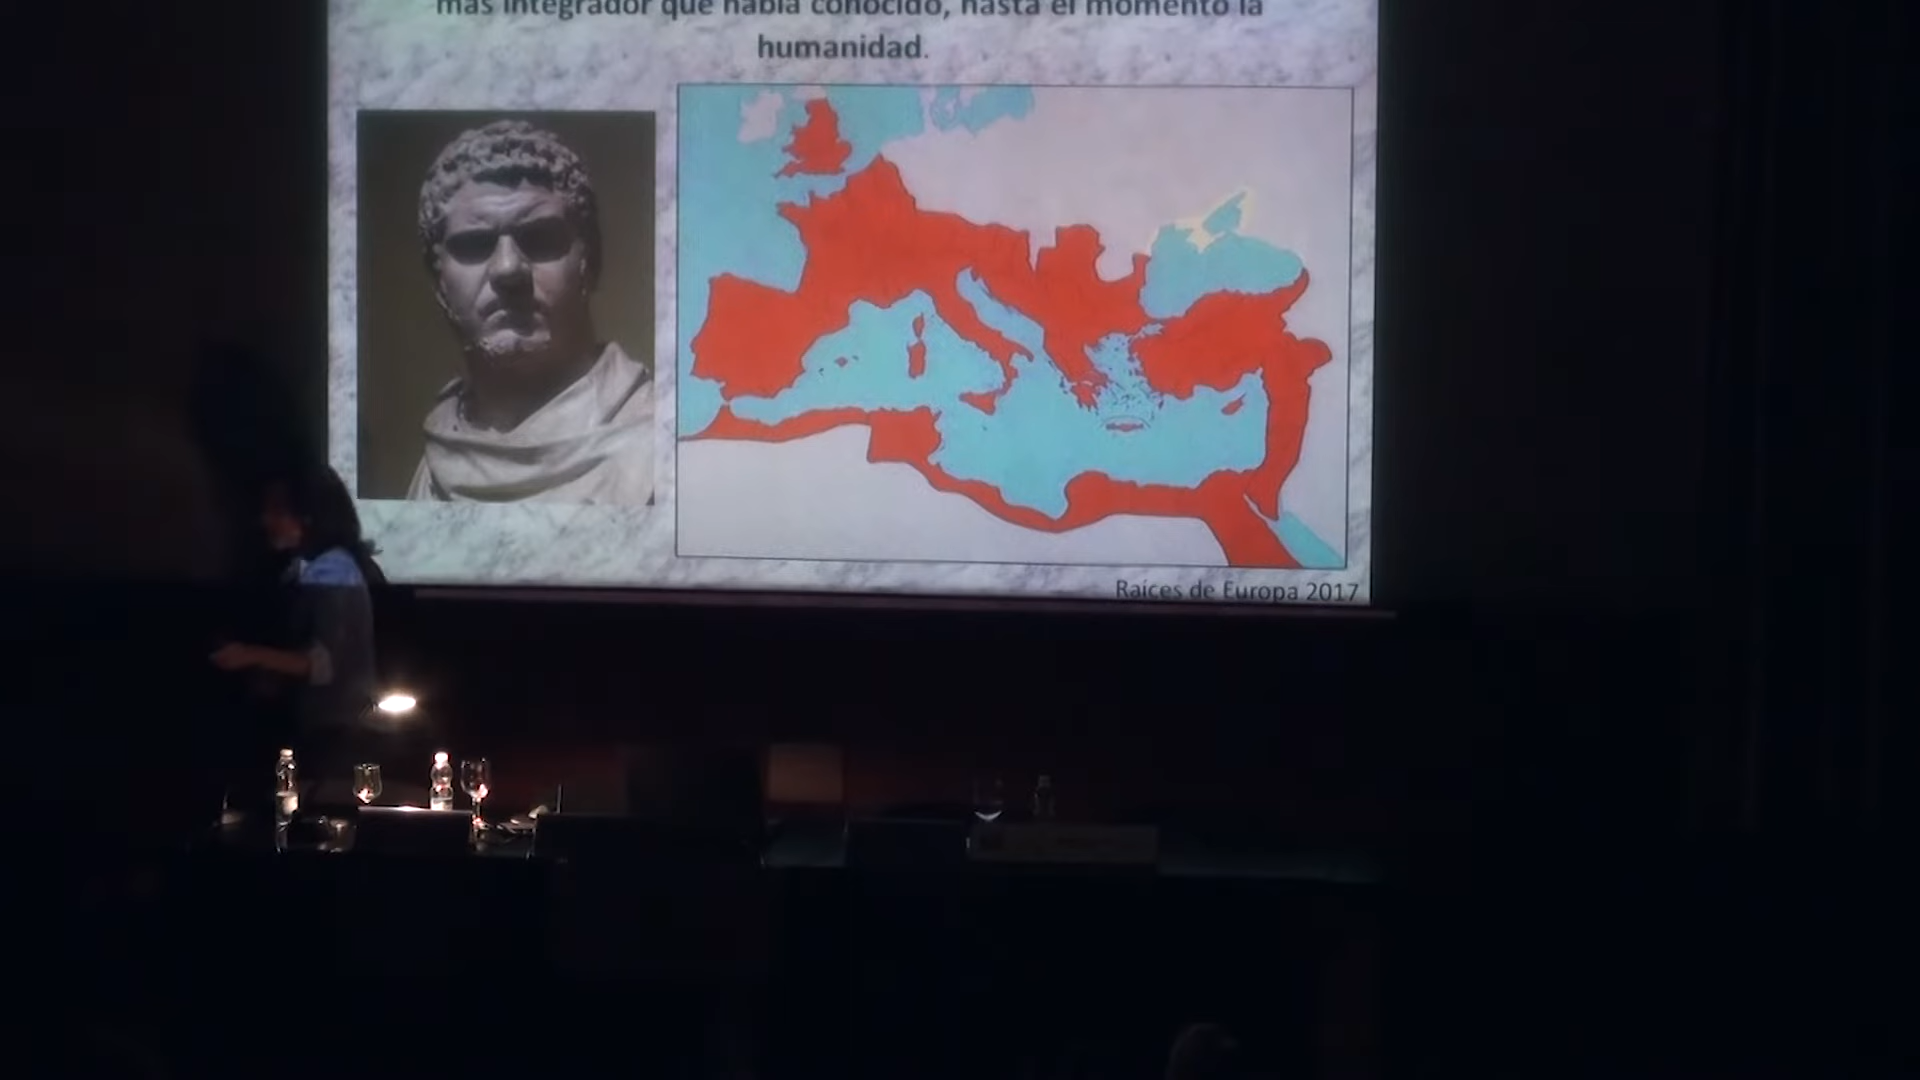 más integrador que había conocido, hasta el momento la
humanidad.
Raíces de Europa 2017